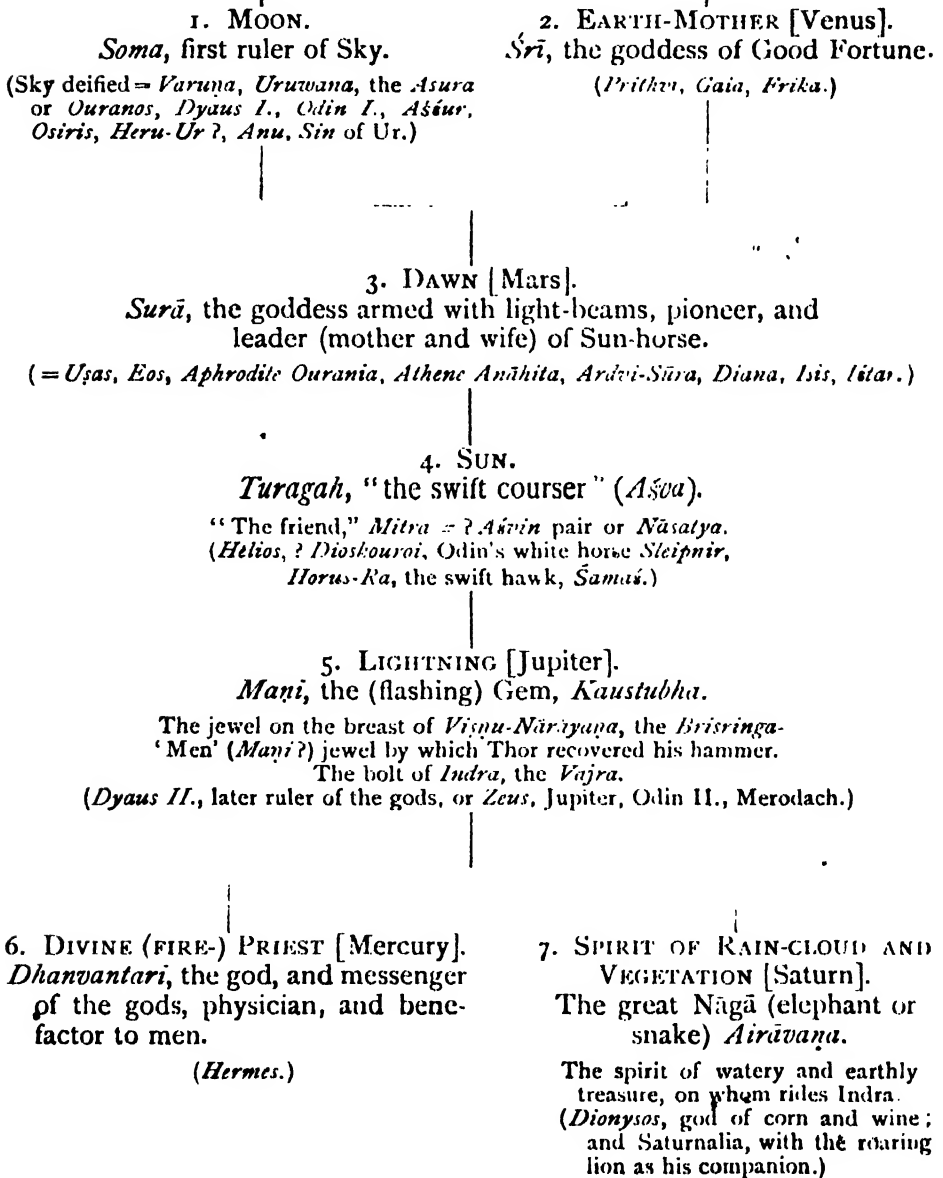 1. MOON.
Soma, first ruler of Sky.
(Sky deified = Varuṇa, Uruwana, the Asura
or Ouranos, Dyaus I., Odin I., Aśśur,
Osiris, Heru-Ur ?, Anu, Sin of Ur.)
2. EARTH-MOTHER [Venus].
Śrī, the goddess of Good Fortune.
(Prithvi, Gaia, Frika.)
3. DAWN [Mars].
Surā, the goddess armed with light-beams, pioneer, and
leader (mother and wife) of Sun-horse.
(= Uṣas, Eos, Aphrodite Ourania, Athene Anāhita, Ardvi-Sūra, Diana, Isis, Iśtar.)
4. SUN.
Turagah, "the swift courser" (Aśva).
"The friend," Mitra = ? Aśvin pair or Nāsatya.
(Helios, ? Dioskouroi, Odin's white horse Sleipnir,
Horus-Ra, the swift hawk, Śamaś.)
5. LIGHTNING [Jupiter].
Maṇi, the (flashing) Gem, Kaustubha.
The jewel on the breast of Viṣṇu-Nārāyaṇa, the Brisringa-
'Men' (Maṇi ?) jewel by which Thor recovered his hammer.
The bolt of Indra, the Vajra.
(Dyaus II., later ruler of the gods, or Zeus, Jupiter, Odin II., Merodach.)
6. DIVINE (FIRE-) PRIEST [Mercury].
Dhanvantari, the god, and messenger
of the gods, physician, and bene-
factor to men.
(Hermes.)
7. SPIRIT OF RAIN-CLOUD AND
VEGETATION [Saturn].
The great Nāgā (elephant or
snake) Airāvaṇa.
The spirit of watery and earthly
treasure, on whom rides Indra.
(Dionysos, god of corn and wine;
and Saturnalia, with the roaring
lion as his companion.)